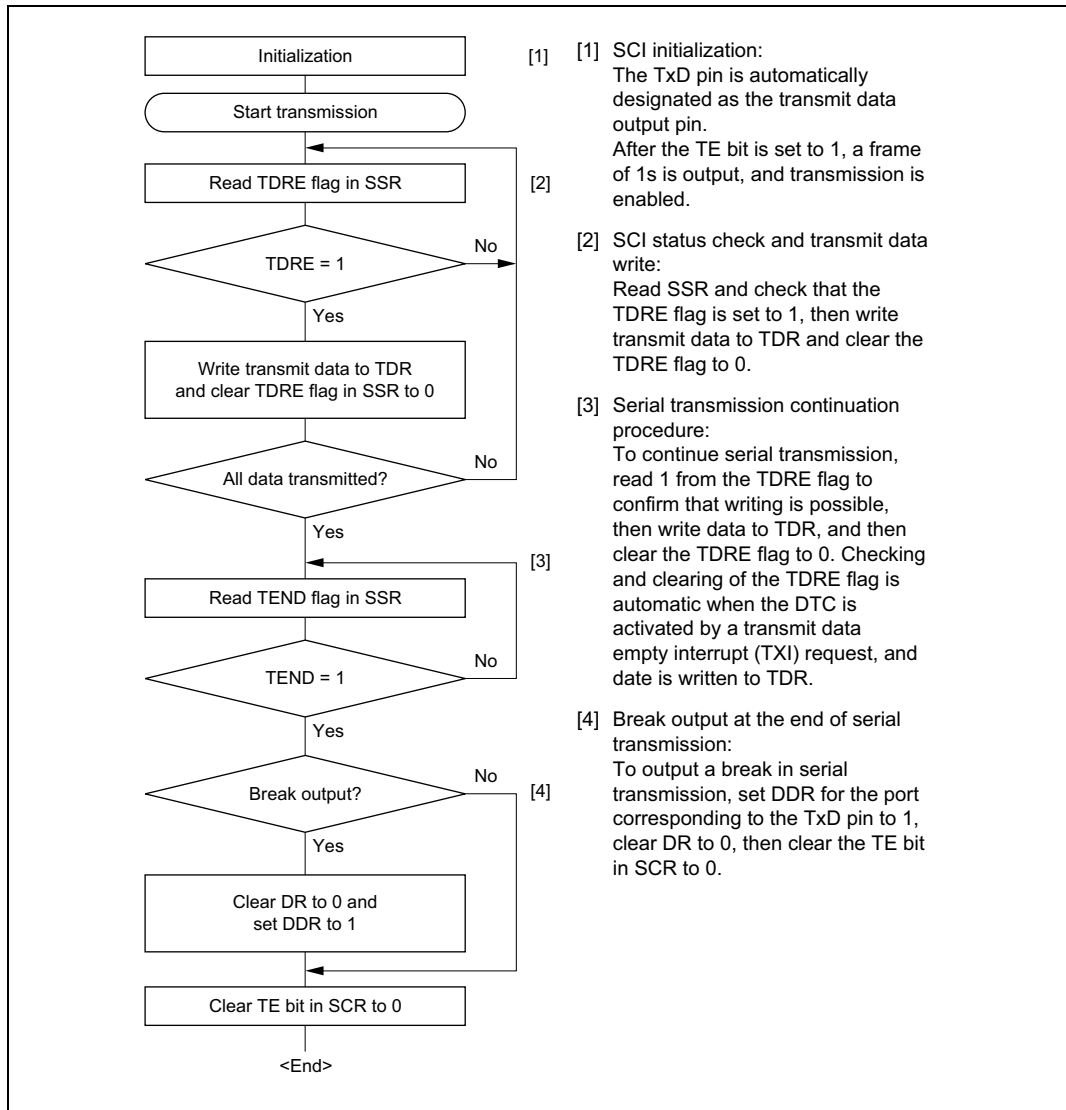 Initialization
[1]
Start transmission
Read TDRE flag in SSR
[2]
TDRE = 1
No
Yes
Write transmit data to TDR
and clear TDRE flag in SSR to 0
All data transmitted?
No
Yes
[3]
Read TEND flag in SSR
TEND = 1
No
Yes
Break output?
No
[4]
Yes
Clear DR to 0 and
set DDR to 1
Clear TE bit in SCR to 0
<End>
[1] SCI initialization:
The TxD pin is automatically
designated as the transmit data
output pin.
After the TE bit is set to 1, a frame
of 1s is output, and transmission is
enabled.
[2] SCI status check and transmit data
write:
Read SSR and check that the
TDRE flag is set to 1, then write
transmit data to TDR and clear the
TDRE flag to 0.
[3] Serial transmission continuation
procedure:
To continue serial transmission,
read 1 from the TDRE flag to
confirm that writing is possible,
then write data to TDR, and then
clear the TDRE flag to 0. Checking
and clearing of the TDRE flag is
automatic when the DTC is
activated by a transmit data
empty interrupt (TXI) request, and
date is written to TDR.
[4] Break output at the end of serial
transmission:
To output a break in serial
transmission, set DDR for the port
corresponding to the TxD pin to 1,
clear DR to 0, then clear the TE bit
in SCR to 0.